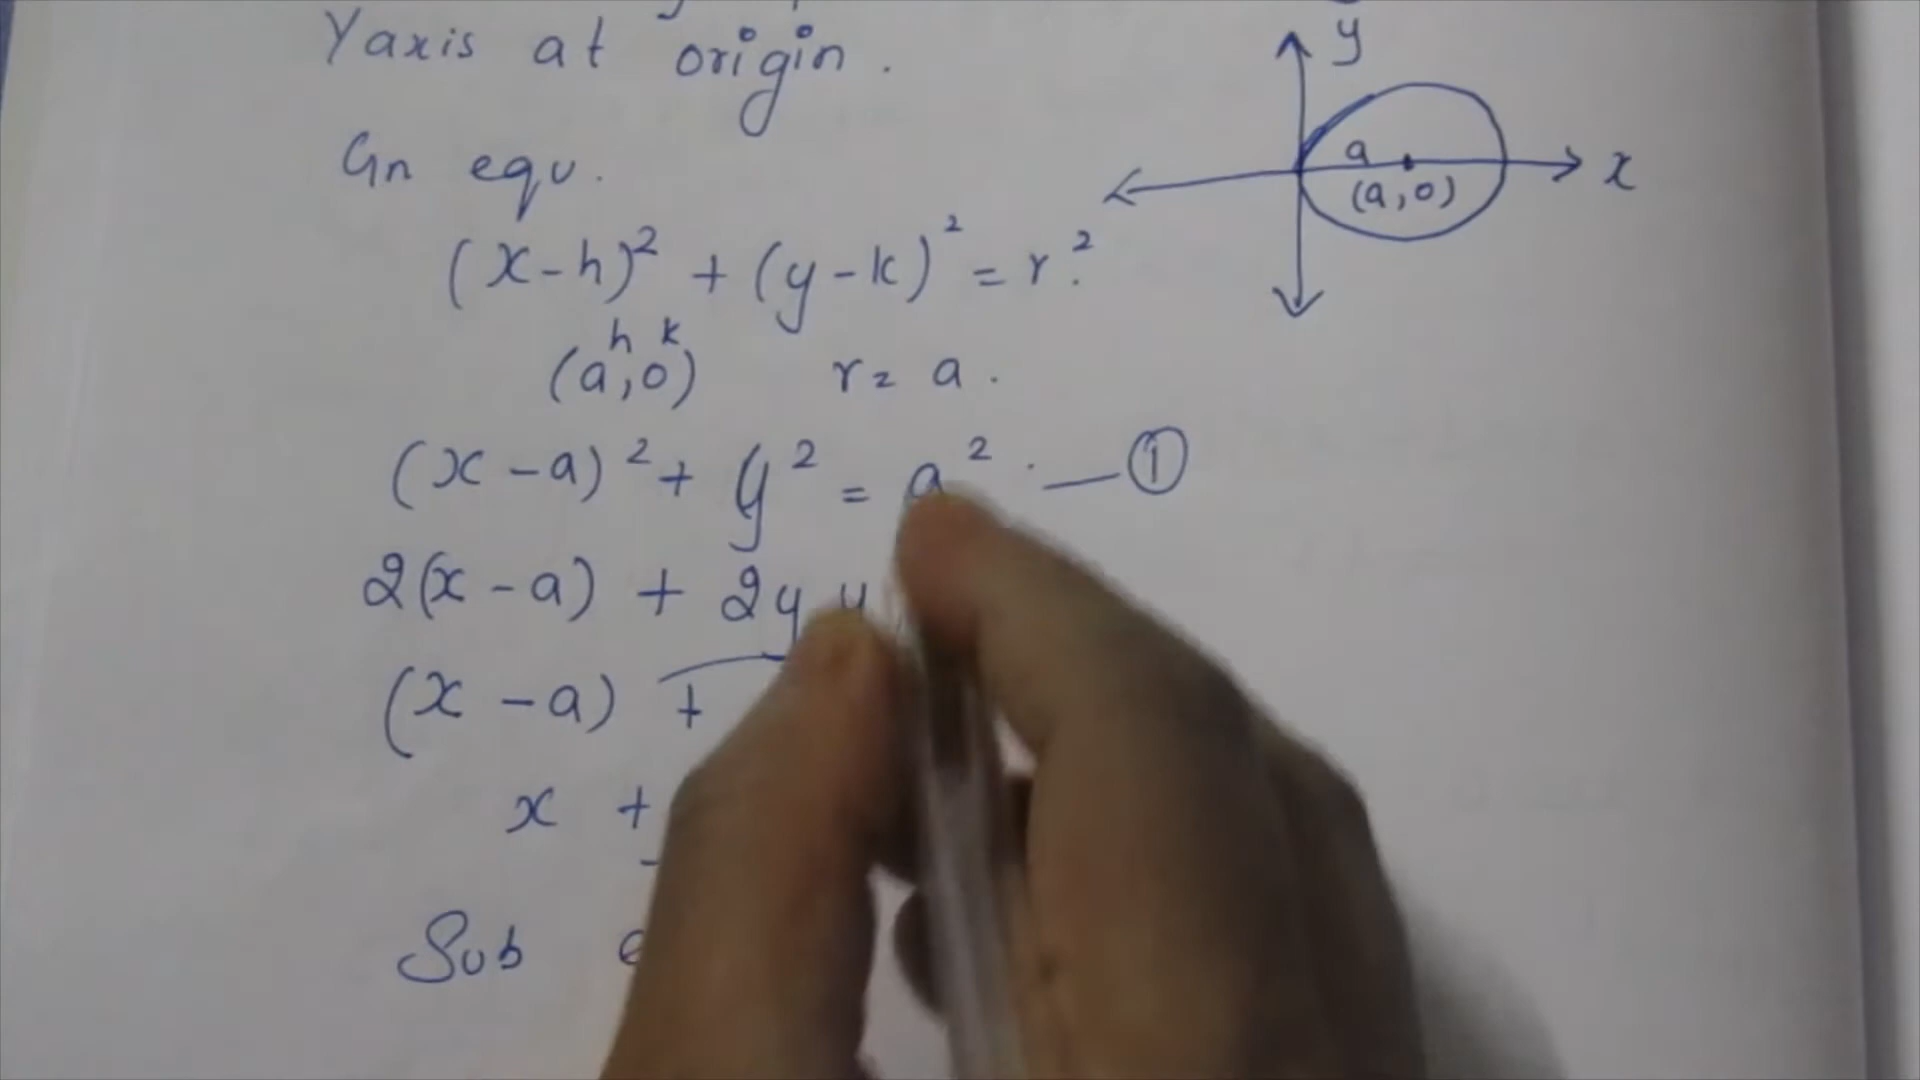 Yaxis at origin.
y
a
x
(a,0)
Gn equ.
(x-h)² + (y-k)² = r².
h k
(a,0) r = a.
(x-a)² + y² = a². — ①
2(x-a) + 2y y
(x-a) +
x +
Sub